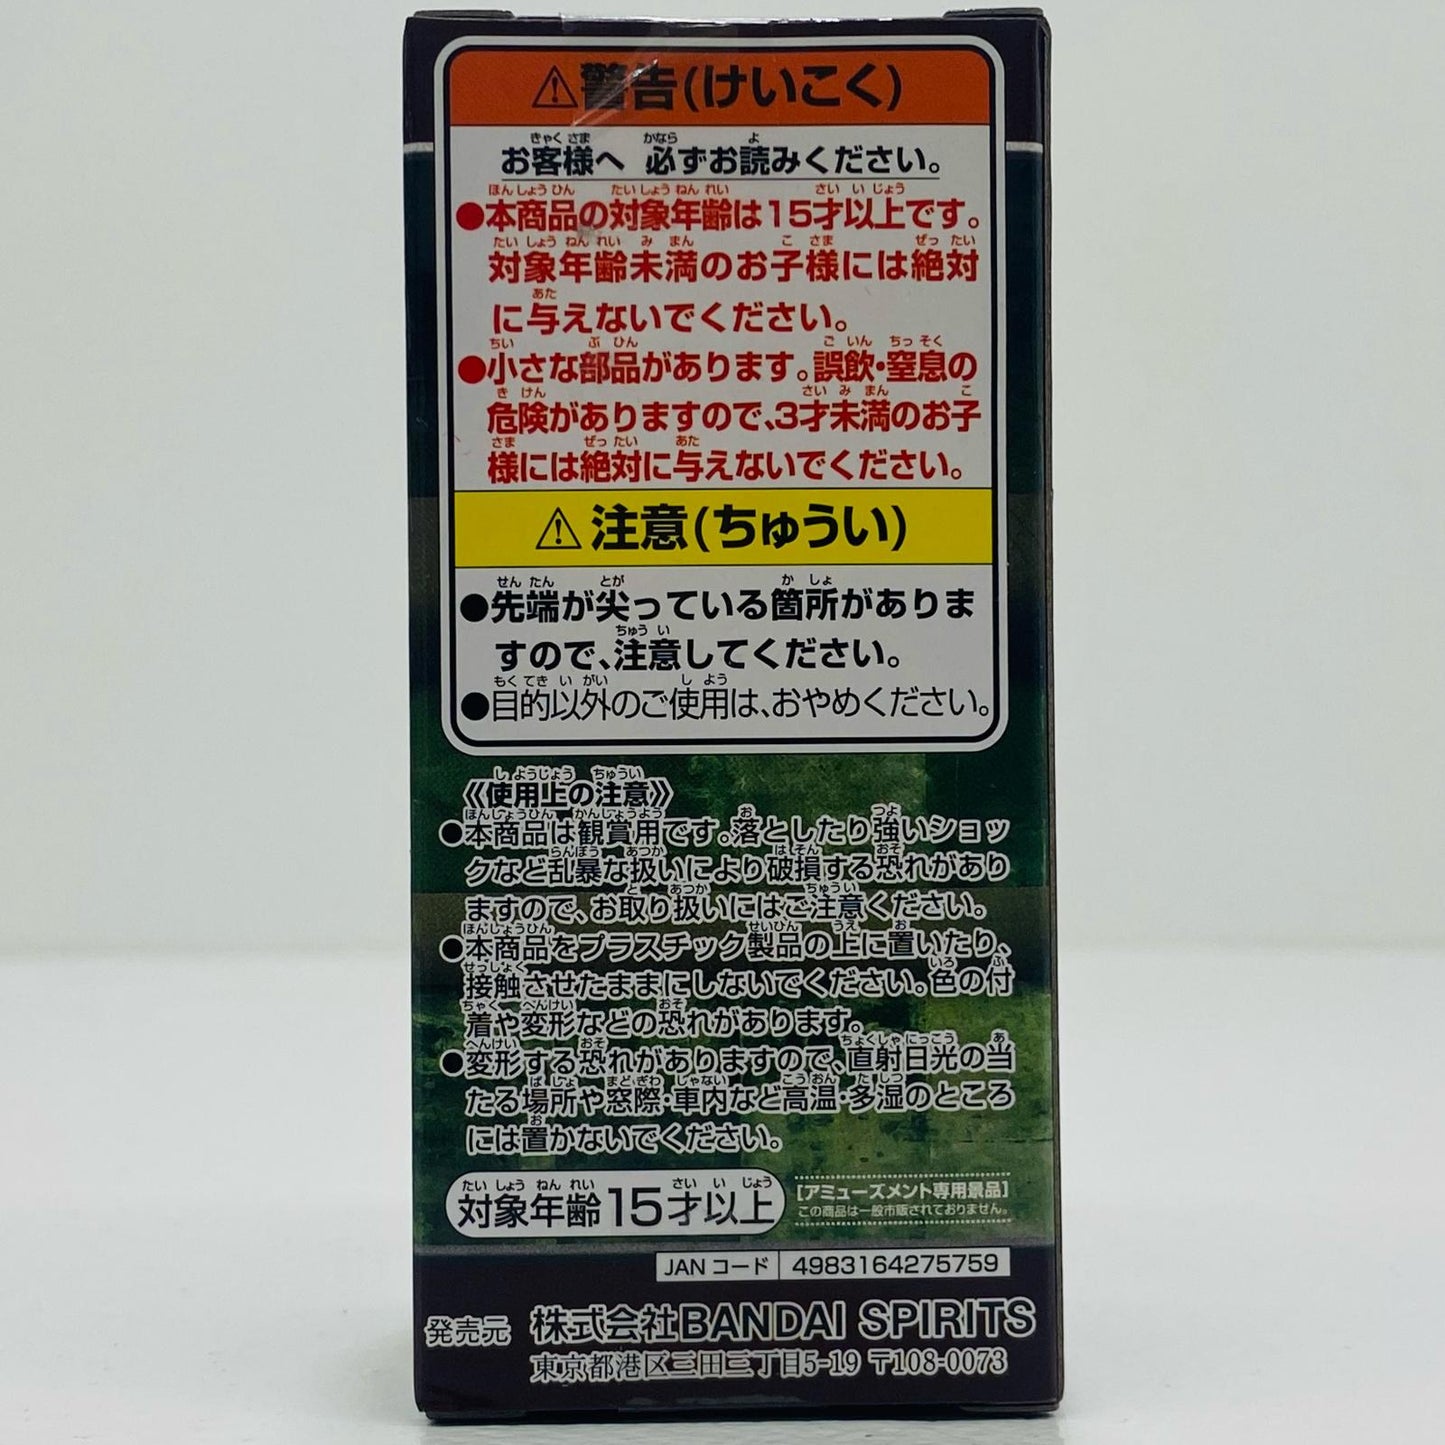 ⚠警告(けいこく)
お客様へ 必ずお読みください。
●本商品の対象年齢は15才以上です。
対象年齢未満のお子様には絶対
に与えないでください。
●小さな部品があります。誤飲・窒息の
危険がありますので、3才未満のお子
様には絶対に与えないでください。
⚠注意(ちゅうい)
●先端が尖っている箇所がありま
すので、注意してください。
●目的以外のご使用は、おやめください。
《使用上の注意》
●本商品は観賞用です。落としたり強いショッ
クなど乱暴な扱いにより破損する恐れがあり
ますので、お取り扱いにはご注意ください。
●本商品をプラスチック製品の上に置いたり、
接触させたままにしないでください。色の付
着や変形などの恐れがあります。
●変形する恐れがありますので、直射日光の当
たる場所や窓際・車内など高温・多湿のところ
には置かないでください。
対象年齢15才以上
[アミューズメント専用景品]
この商品は一般市販されておりません。
JAN コード 4983164275759
発売元 株式会社BANDAI SPIRITS
東京都港区三田三丁目5-19 〒108-0073